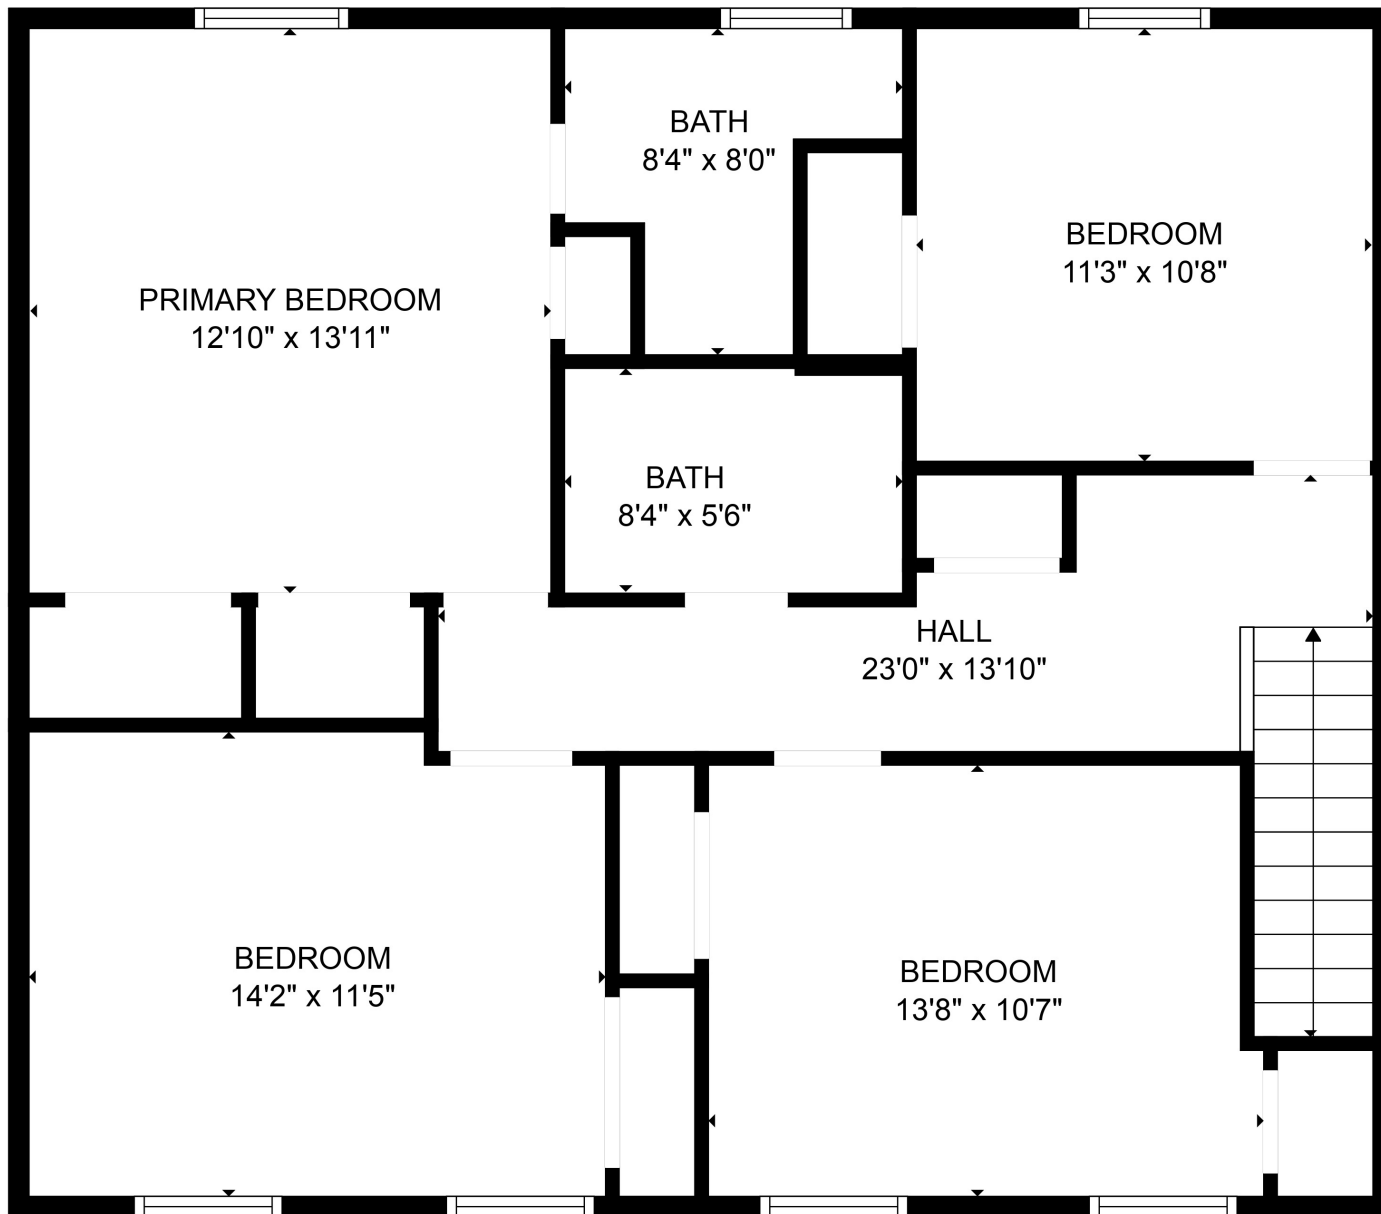 BATH
8'4" x 8'0"
BEDROOM
11'3" x 10'8"
PRIMARY BEDROOM
12'10" x 13'11"
BATH
8'4" x 5'6"
HALL
23'0" x 13'10"
BEDROOM
14'2" x 11'5"
BEDROOM
13'8" x 10'7"